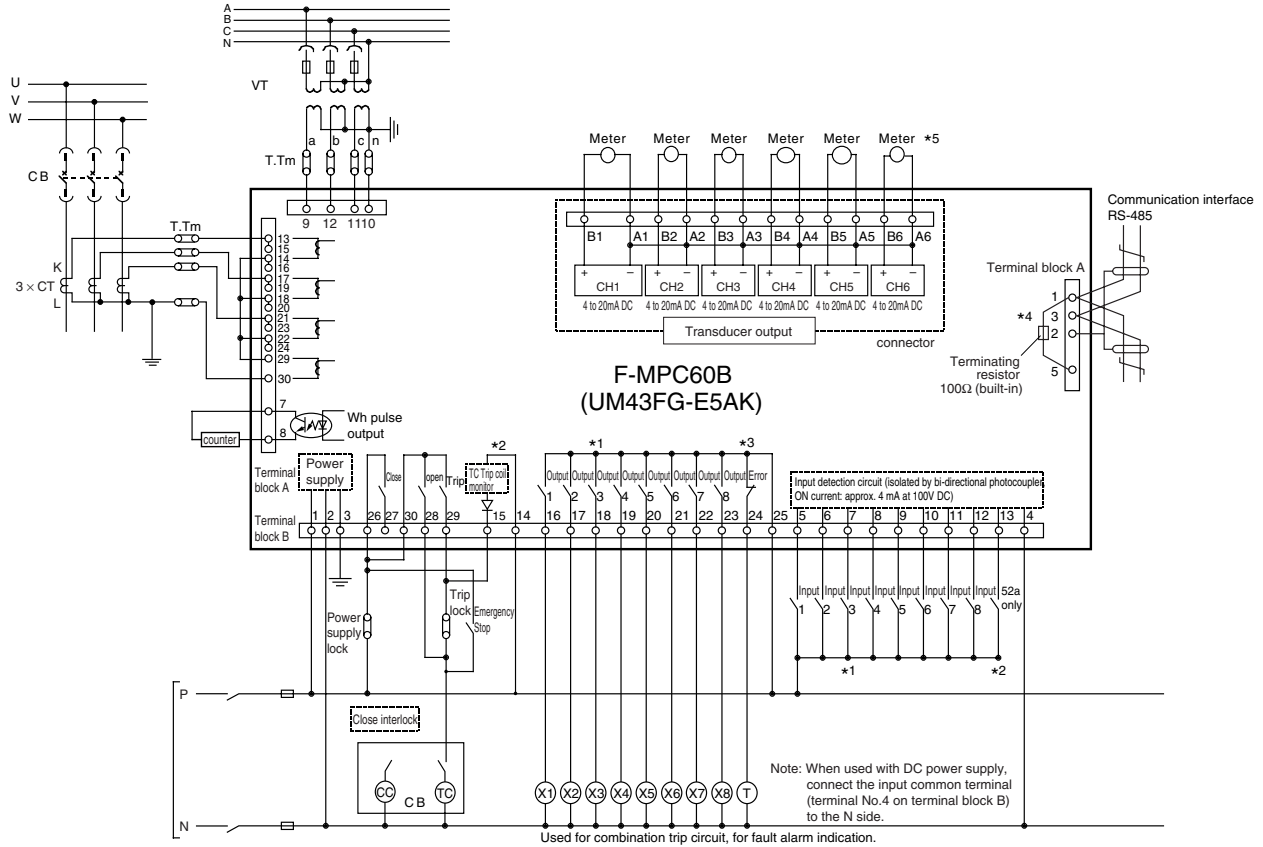 A
B
C
N
VT
U
V
W
CB
a b c n
T.Tm
9 12 11 10
T.Tm
K
3 × CT
L
13
15
14
16
17
19
18
20
21
23
22
24
29
30
7
8
counter
Wh pulse
output
Meter Meter Meter Meter Meter Meter *5
B1 A1 B2 A2 B3 A3 B4 A4 B5 A5 B6 A6
+ − + − + − + − + − + −
CH1 CH2 CH3 CH4 CH5 CH6
4 to 20mA DC 4 to 20mA DC 4 to 20mA DC 4 to 20mA DC 4 to 20mA DC 4 to 20mA DC
Transducer output
connector
Communication interface
RS-485
Terminal block A
1
3
2
5
*4
Terminating
resistor
100Ω (built-in)
F-MPC60B
(UM43FG-E5AK)
Terminal
block A
Power
supply
Close
open
Trip
TC Trip coil
monitor
*2
*1
*3
Output Output Output Output Output Output Output Output Error
1 2 3 4 5 6 7 8
Input detection circuit (isolated by bi-directional photocoupler
ON current: approx. 4 mA at 100V DC)
Terminal
block B
1 2 3 26 27 30 28 29 15 14 16 17 18 19 20 21 22 23 24 25 5 6 7 8 9 10 11 12 13 4
Power
supply
lock
Trip
lock
Emergency
Stop
Input Input Input Input Input Input Input Input 52a
only
1 2 3 4 5 6 7 8
*1
*2
P
Close interlock
CC
TC
CB
X1 X2 X3 X4 X5 X6 X7 X8 T
Note: When used with DC power supply,
connect the input common terminal
(terminal No.4 on terminal block B)
to the N side.
N
Used for combination trip circuit, for fault alarm indication.